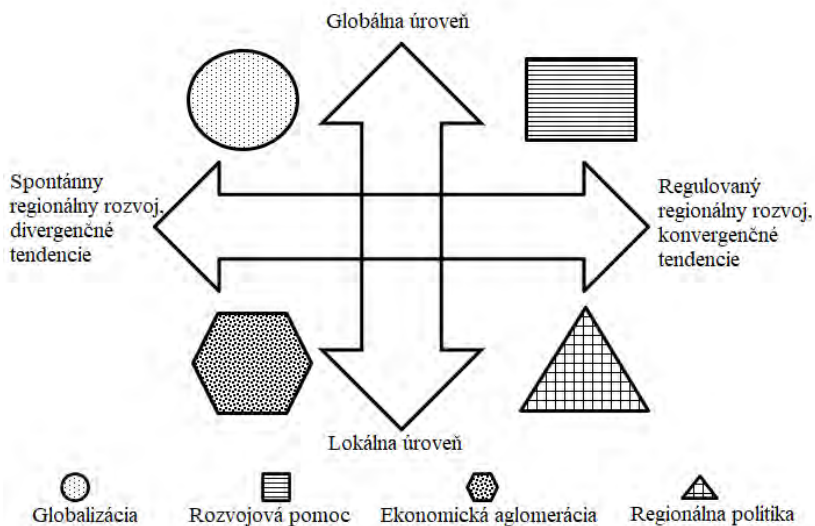 Globálna úroveň
Spontánny
regionálny rozvoj,
divergenčné
tendencie
Regulovaný
regionálny rozvoj,
konvergenčné
tendencie
Lokálna úroveň
Globalizácia
Rozvojová pomoc
Ekonomická aglomerácia
Regionálna politika